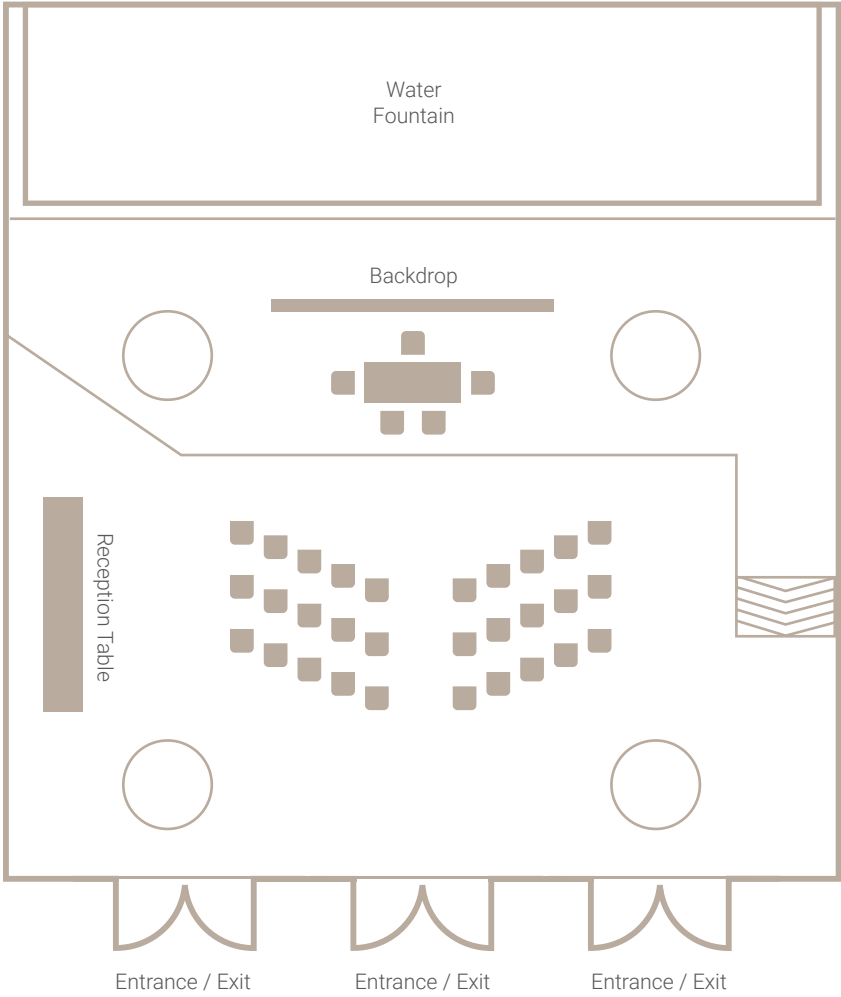 Water
Fountain
Backdrop
Reception Table
Entrance / Exit
Entrance / Exit
Entrance / Exit